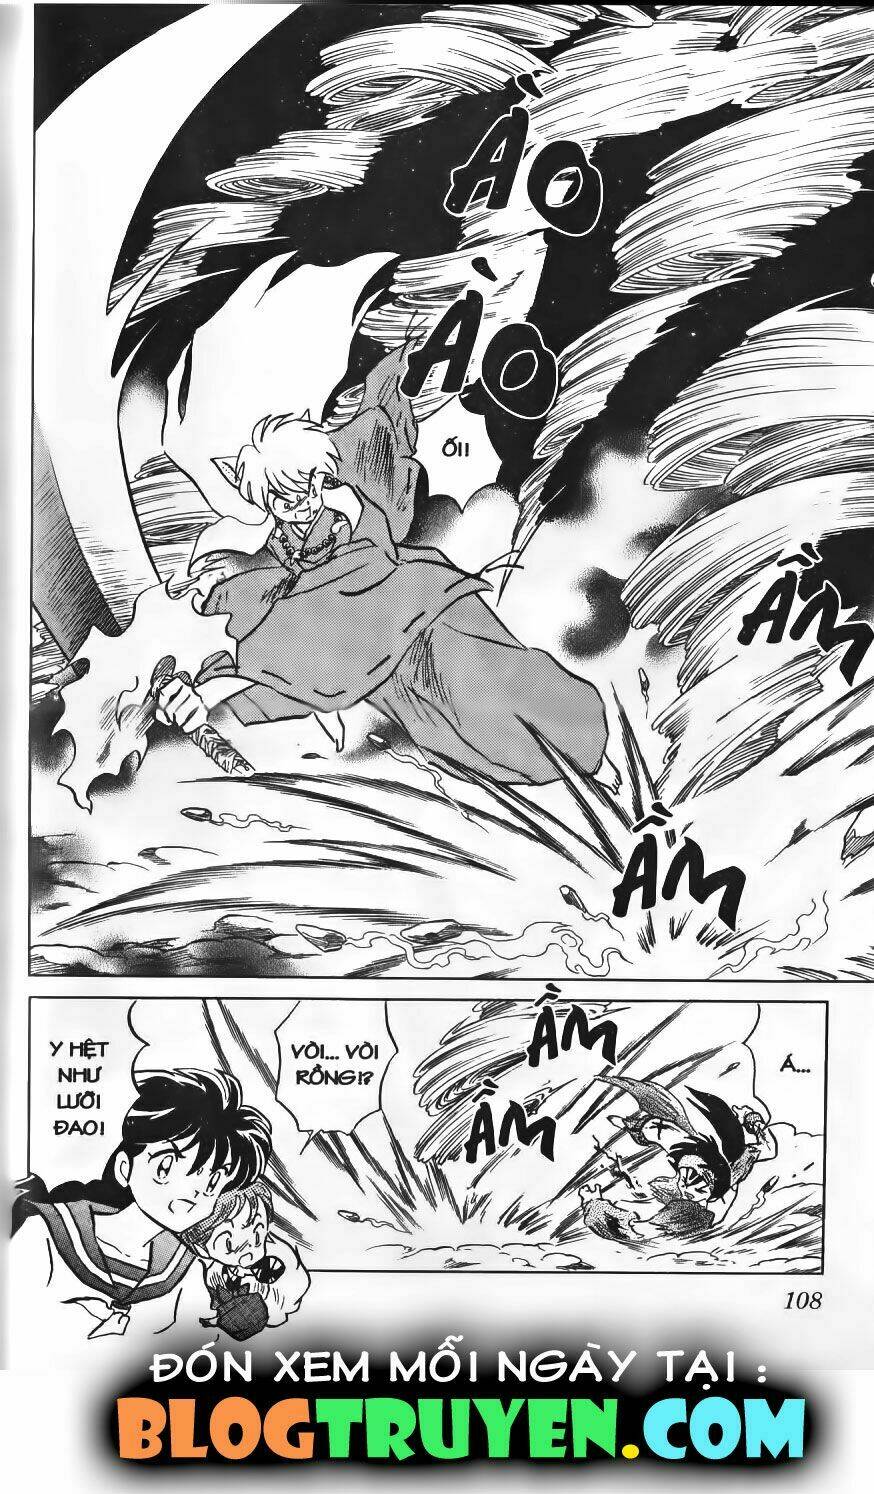 ÀO
ÀO
ỐI!
ẦM
ẦM
Á...
ẦM
ẦM
VÒI... VÒI
RỒNG!?
Y HỆT
NHƯ
LƯỠI
ĐAO!
108
ĐÓN XEM MỖI NGÀY TẠI :
BLOGTRUYEN.COM